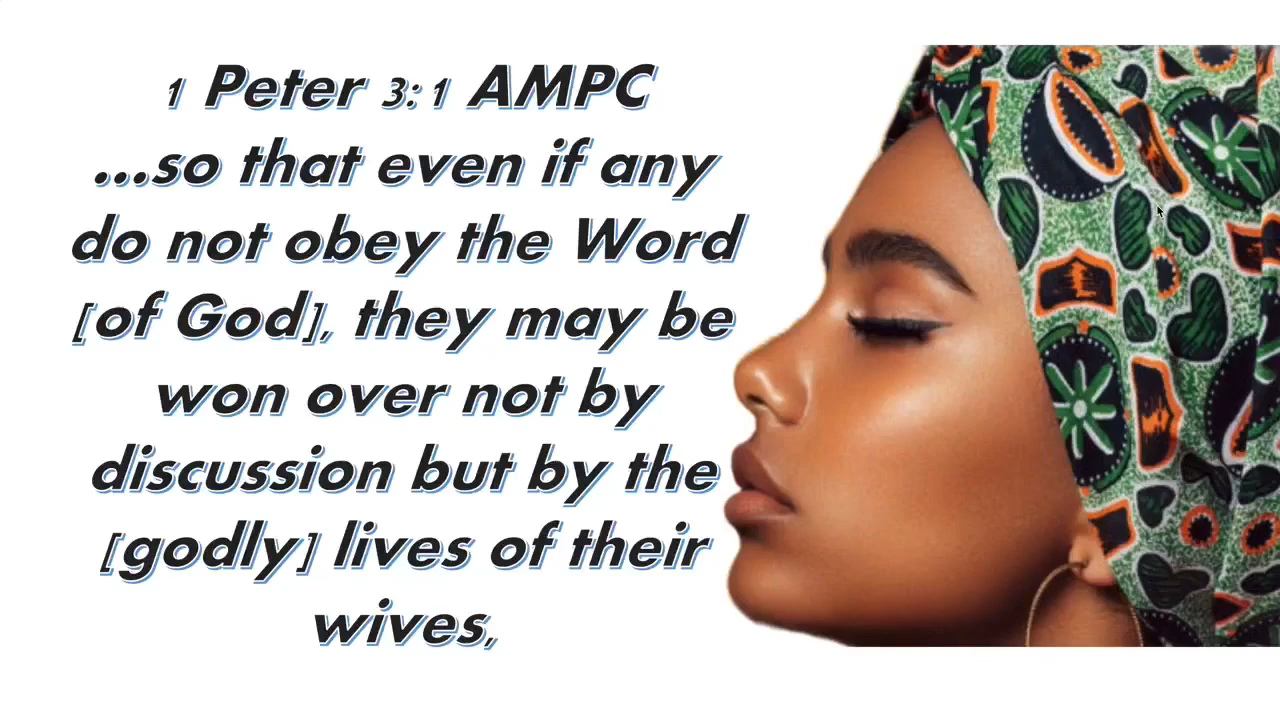 1 Peter 3:1 AMPC
...so that even if any
do not obey the Word
[of God], they may be
won over not by
discussion but by the
[godly] lives of their
wives,